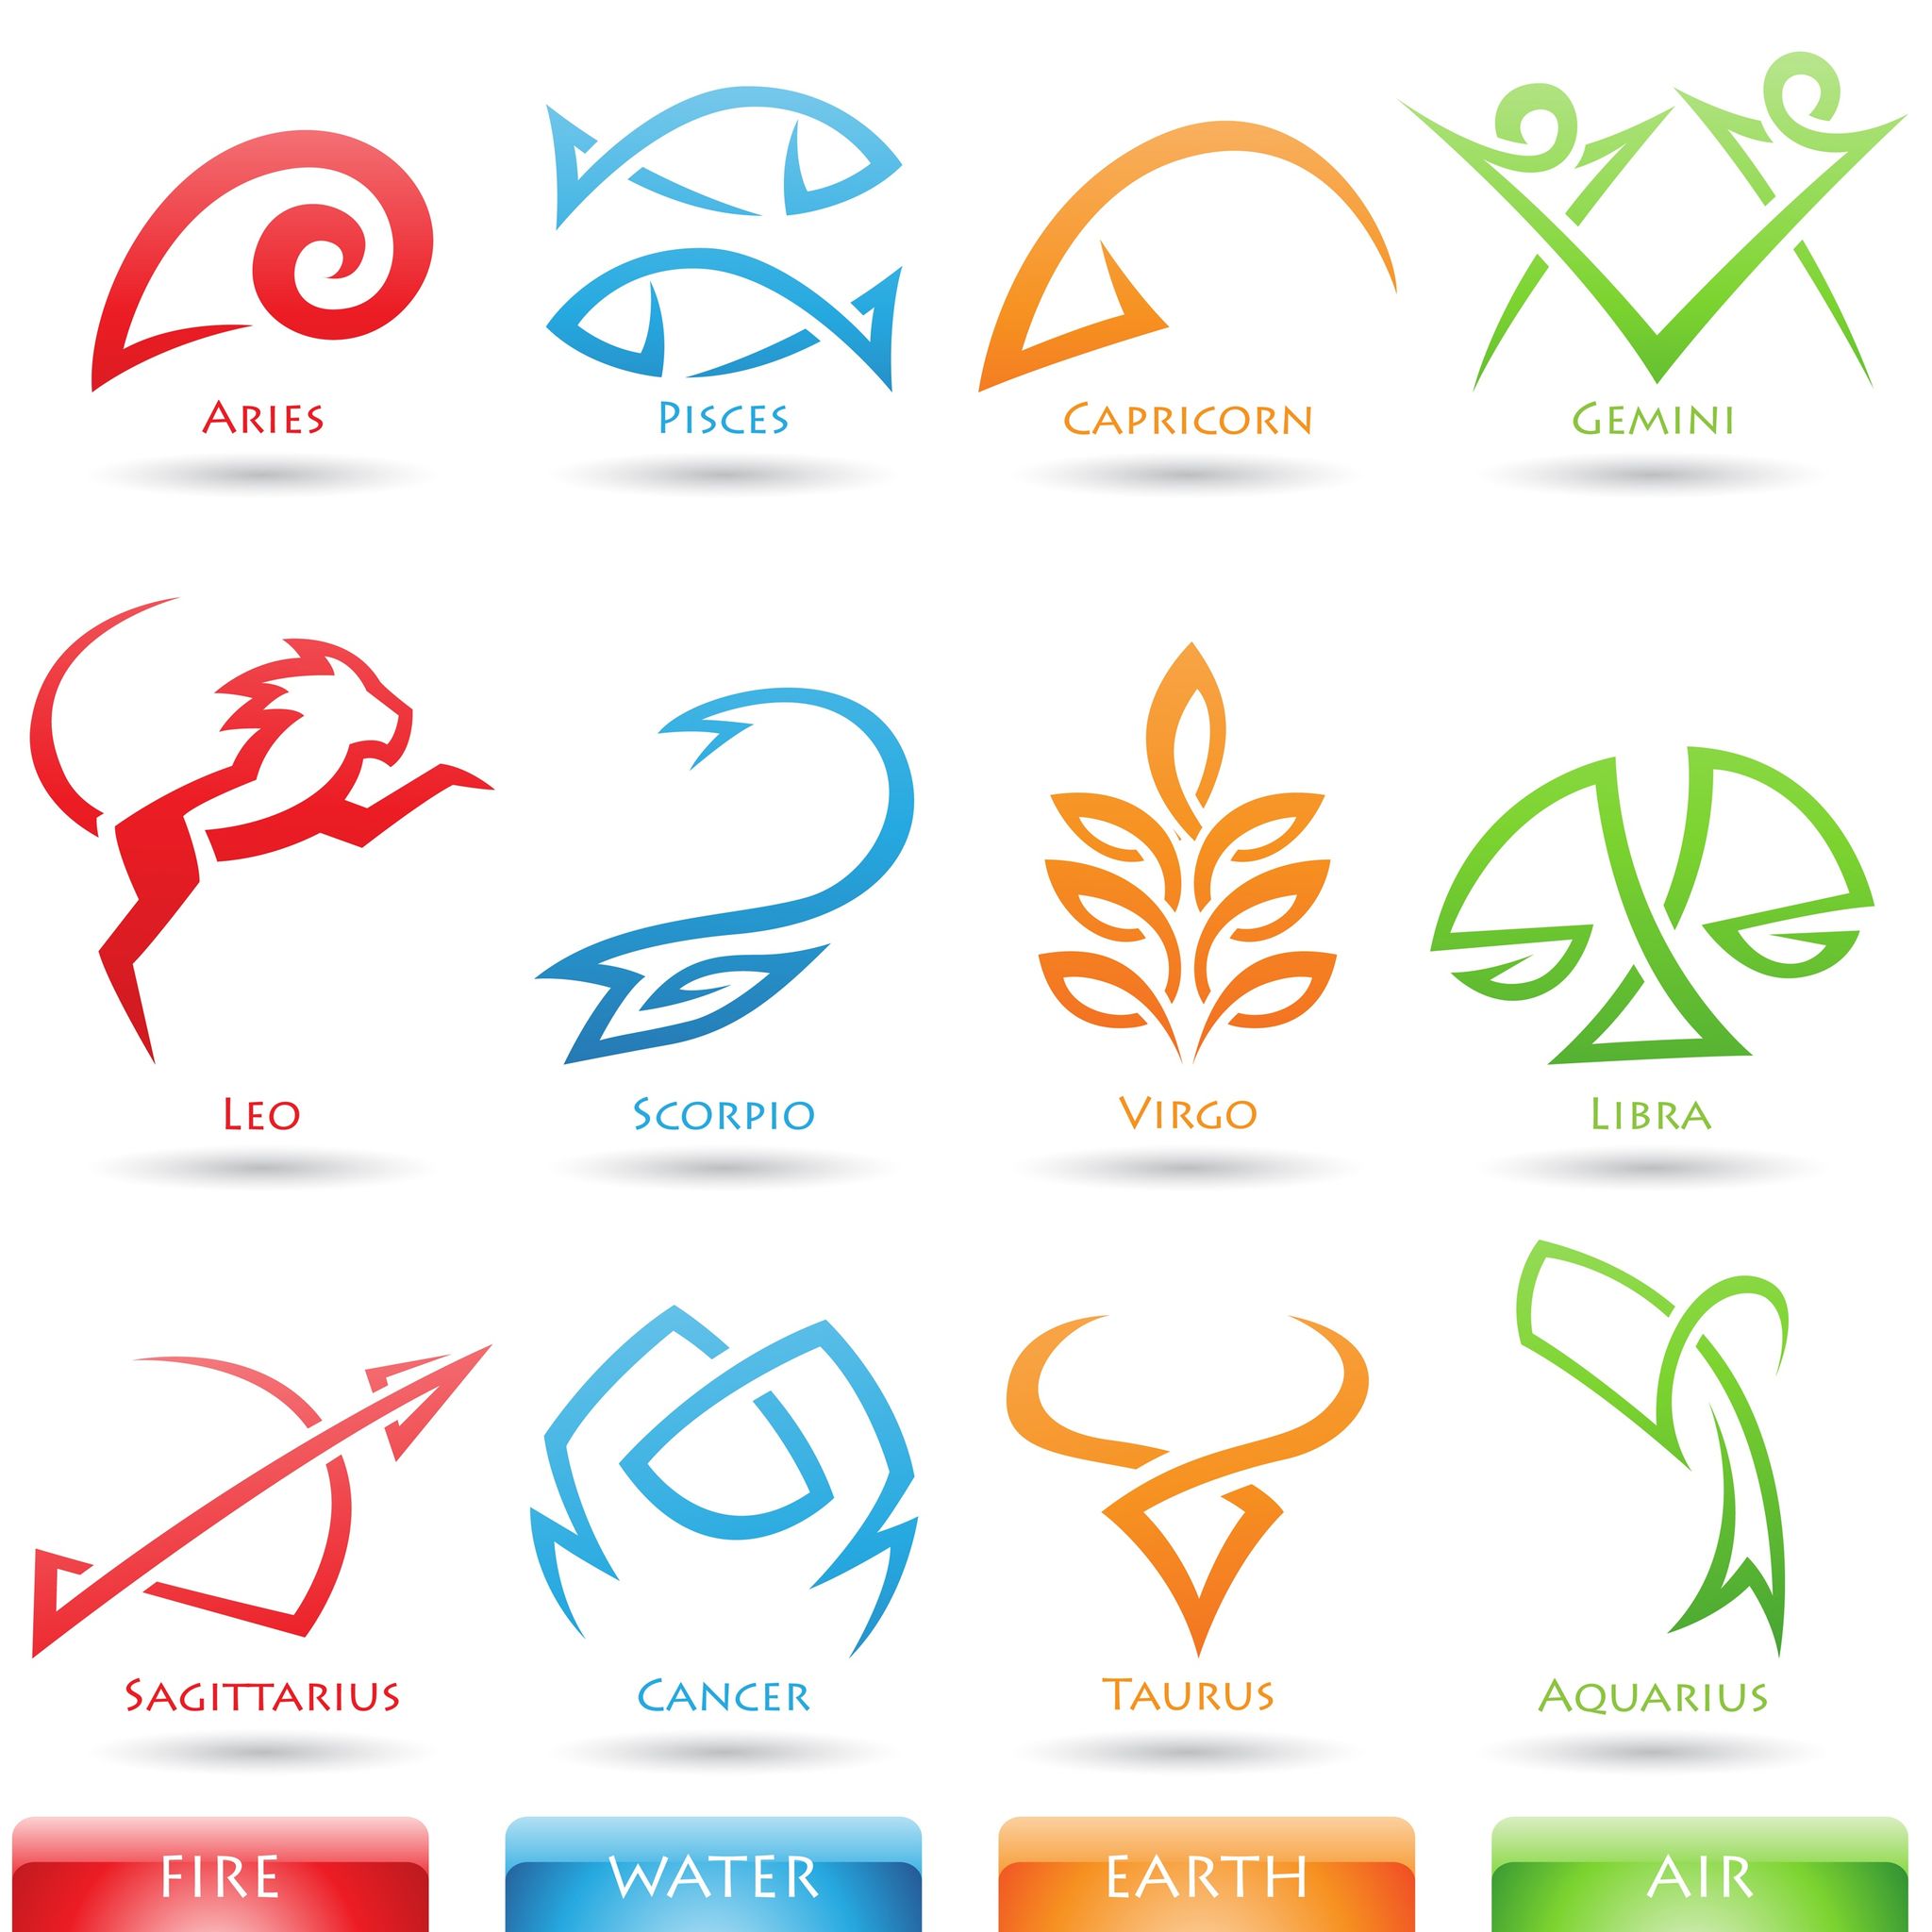 Aries
Pisces
Capricorn
Gemini
Leo
Scorpio
Virgo
Libra
Sagittarius
Cancer
Taurus
Aquarius
FIRE
WATER
EARTH
AIR